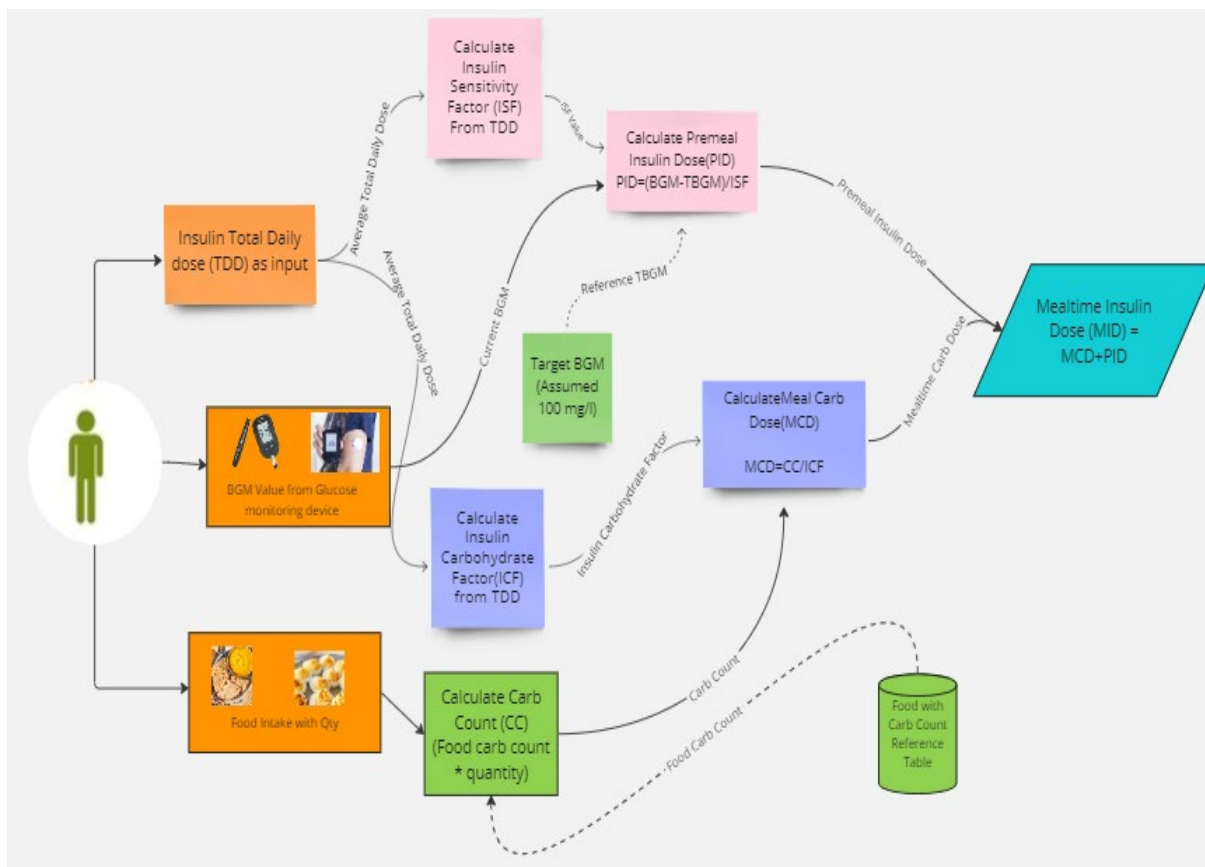 Calculate
Insulin
Sensitivity
Factor (ISF)
From TDD
ISF Value
Calculate Premeal
Insulin Dose(PID)
PID=(BGM-TBGM)/ISF
Average Total Daily Dose
Insulin Total Daily
dose (TDD) as input
Average Total Daily Dose
Premeal Insulin Dose
Reference TBGM
Current BGM
Mealtime Insulin
Dose (MID) =
MCD+PID
Target BGM
(Assumed
100 mg/l)
Mealtime Carb Dose
CalculateMeal Carb
Dose(MCD)
MCD=CC/ICF
BGM Value from Glucose
monitoring device
Insulin Carbohydrate Factor
Calculate
Insulin
Carbohydrate
Factor(ICF)
from TDD
Food Intake with Qty
Calculate Carb
Count (CC)
(Food carb count
* quantity)
Carb Count
Food Carb Count
Food with
Carb Count
Reference
Table